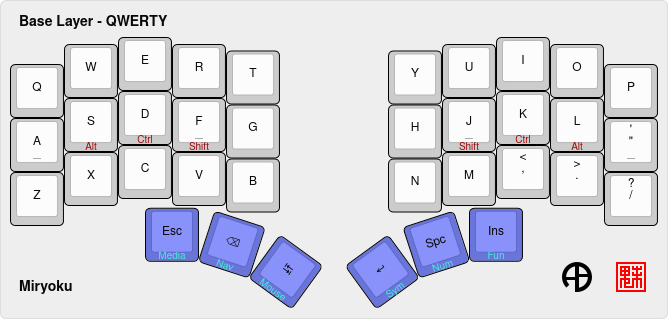 Base Layer - QWERTY
Q W E R T Y U I O P
A _ S Alt D Ctrl F _ Shift G H J _ Shift K Ctrl L Alt ' " _
Z X C V B N M < , > . ? /
Esc Media ⌫ Nav ↹ Mouse ↵ Sym Spc Num Ins Fun
Miryoku